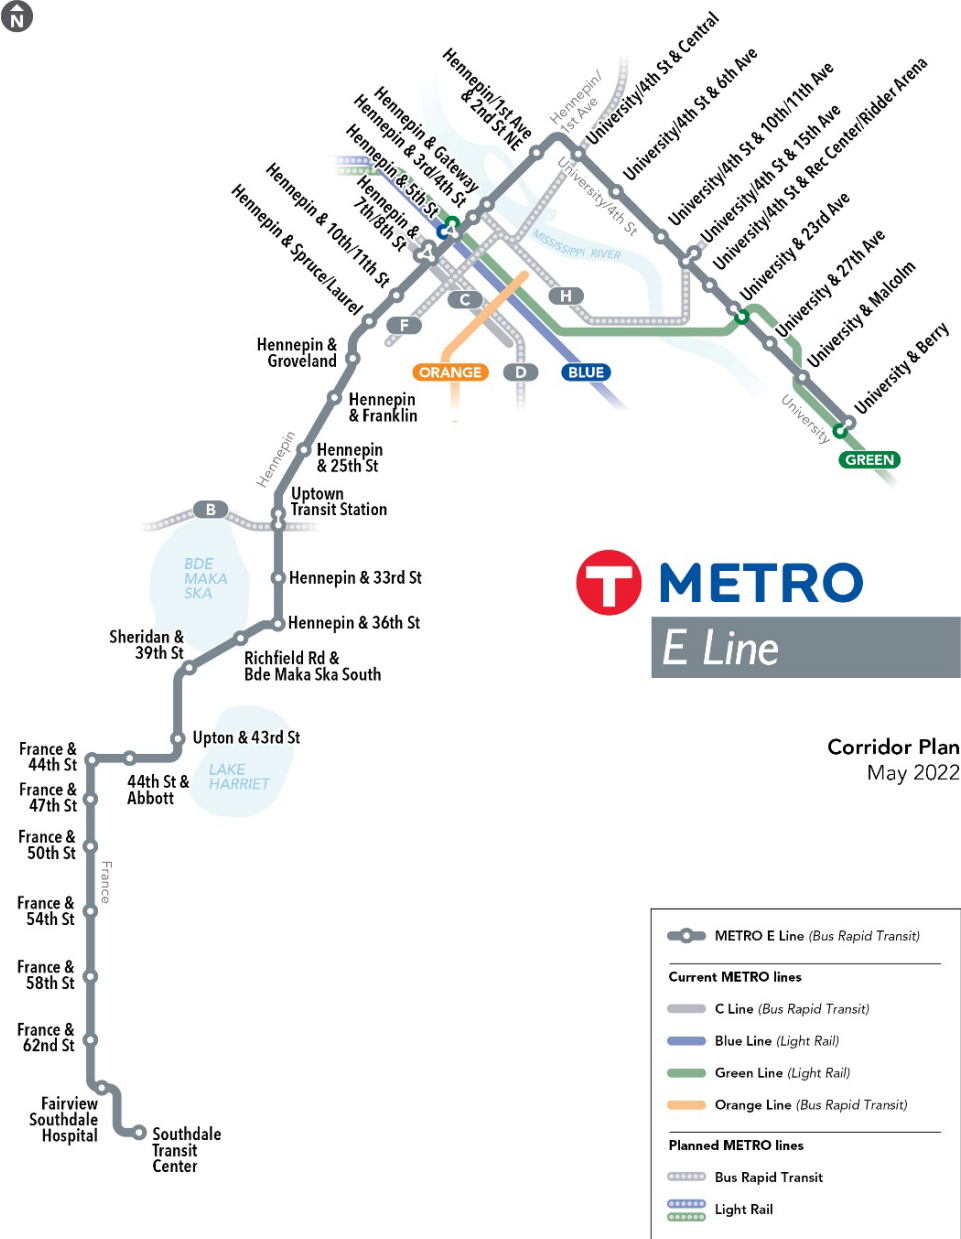 N
Hennepin/1st Ave
& 2nd St NE
Hennepin/
1st Ave
University/4th St & Central
University/4th St & 6th Ave
University/4th St & 10th/11th Ave
University/4th St & 15th Ave
University/4th St & Rec Center/Ridder Arena
University & 23rd Ave
University & 27th Ave
University & Malcolm
University & Berry
University/4th St
Hennepin & Gateway
Hennepin & 3rd/4th St
Hennepin & 5th St
Hennepin &
7th/8th St
Hennepin & 10th/11th St
Hennepin & Spruce/Laurel
MISSISSIPPI RIVER
C
H
F
ORANGE
D
BLUE
University
GREEN
Hennepin &
Groveland
Hennepin
& Franklin
Hennepin
Hennepin
& 25th St
Uptown
Transit Station
B
BDE
MAKA
SKA
Hennepin & 33rd St
Hennepin & 36th St
Sheridan &
39th St
Richfield Rd &
Bde Maka Ska South
T METRO
E Line
Upton & 43rd St
LAKE
HARRIET
France &
44th St
44th St &
Abbott
France &
47th St
France &
50th St
France
France &
54th St
France &
58th St
France &
62nd St
Fairview
Southdale
Hospital
Southdale
Transit
Center
Corridor Plan
May 2022
METRO E Line (Bus Rapid Transit)
Current METRO lines
C Line (Bus Rapid Transit)
Blue Line (Light Rail)
Green Line (Light Rail)
Orange Line (Bus Rapid Transit)
Planned METRO lines
Bus Rapid Transit
Light Rail